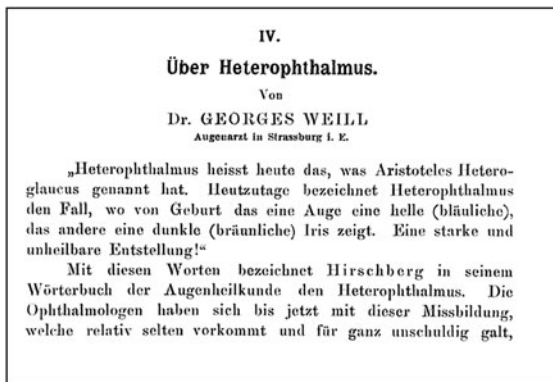 IV.
Über Heterophthalmus.
Von
Dr. GEORGES WEILL
Augenarzt in Strassburg i. E.
„Heterophthalmus heisst heute das, was Aristoteles Hetero-
glaucus genannt hat. Heutzutage bezeichnet Heterophthalmus
den Fall, wo von Geburt das eine Auge eine helle (bläuliche),
das andere eine dunkle (bräunliche) Iris zeigt. Eine starke und
unheilbare Entstellung!“
Mit diesen Worten bezeichnet Hirschberg in seinem
Wörterbuch der Augenheilkunde den Heterophthalmus. Die
Ophthalmologen haben sich bis jetzt mit dieser Missbildung,
welche relativ selten vorkommt und für ganz unschuldig galt,